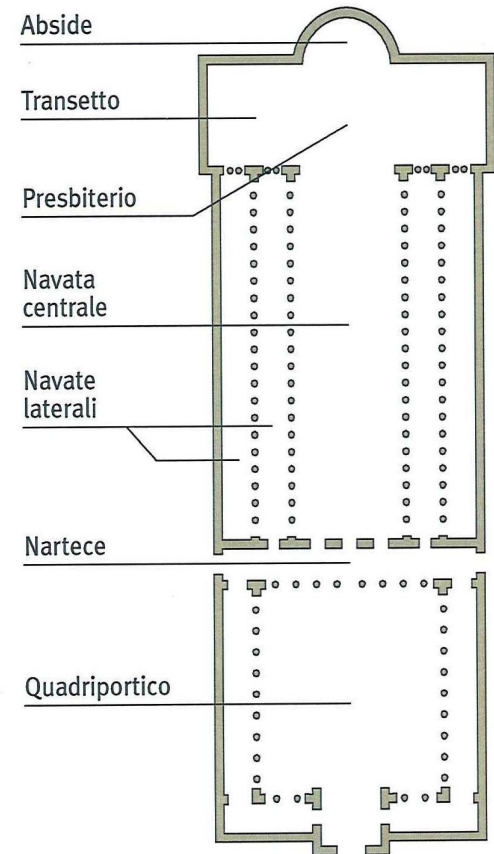 Abside
Transetto
Presbiterio
Navata
centrale
Navate
laterali
Nartece
Quadriportico